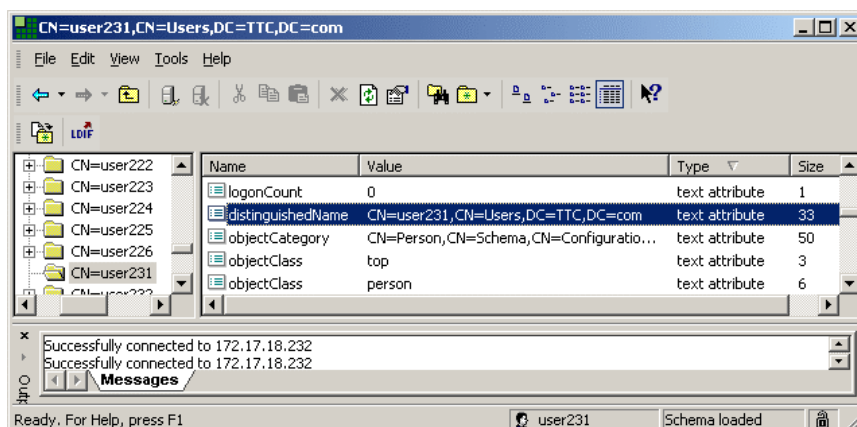 CN=user231,CN=Users,DC=TTC,DC=com
File Edit View Tools Help
LDIF
CN=user222
CN=user223
CN=user224
CN=user225
CN=user226
CN=user231
Name Value Type Size
logonCount 0 text attribute 1
distinguishedName CN=user231,CN=Users,DC=TTC,DC=com text attribute 33
objectCategory CN=Person,CN=Schema,CN=Configuratio... text attribute 50
objectClass top text attribute 3
objectClass person text attribute 6
Successfully connected to 172.17.18.232
Successfully connected to 172.17.18.232
Messages
Ready. For Help, press F1 user231 Schema loaded